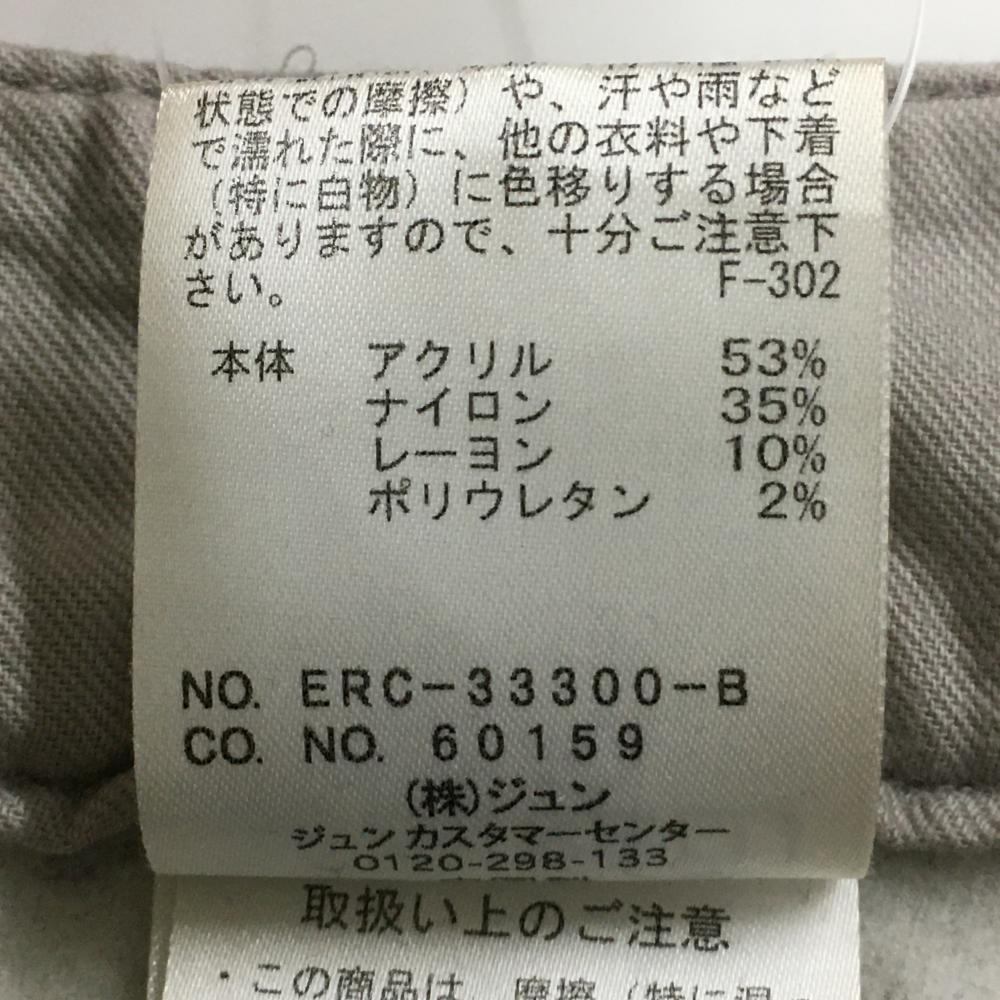 状態での摩擦）や、汗や雨など
で濡れた際に、他の衣料や下着
（特に白物）に色移りする場合
がありますので、十分ご注意下
さい。 F-302
本体 アクリル 53%
ナイロン 35%
レーヨン 10%
ポリウレタン 2%
NO. ERC-33300-B
CO. NO. 60159
(株)ジュン
ジュンカスタマーセンター
0120-298-133
取扱い上のご注意
・この商品は、摩擦（特に湿